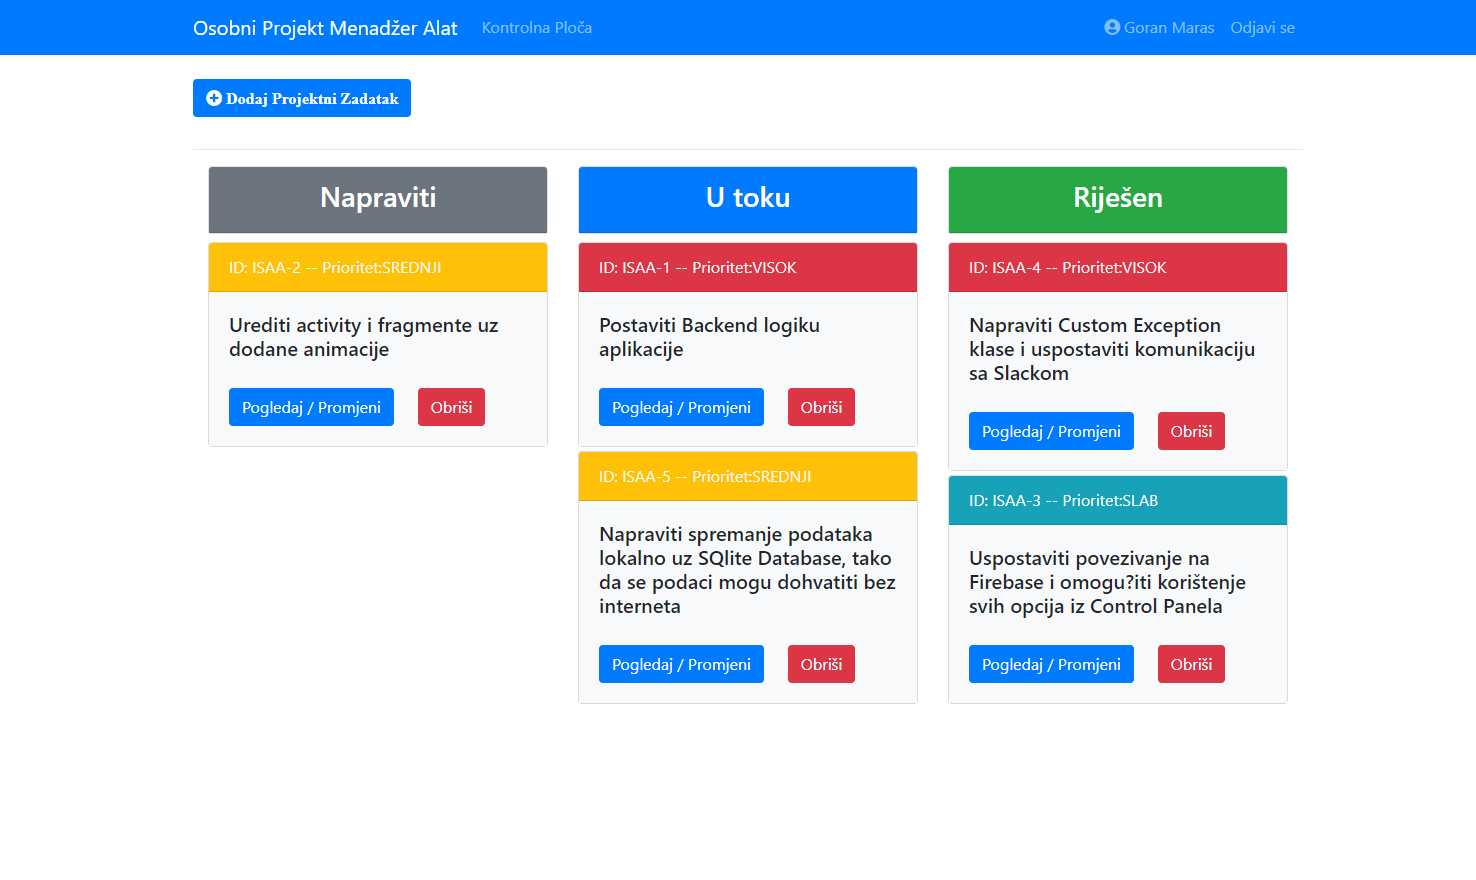 Osobni Projekt Menadžer Alat
Kontrolna Ploča
Goran Maras
Odjavi se
Dodaj Projektni Zadatak
Napraviti
ID: ISAA-2 -- Prioritet:SREDNJI
Urediti activity i fragmente uz
dodane animacije
Pogledaj / Promjeni
Obriši
U toku
ID: ISAA-1 -- Prioritet:VISOK
Postaviti Backend logiku
aplikacije
Pogledaj / Promjeni
Obriši
ID: ISAA-5 -- Prioritet:SREDNJI
Napraviti spremanje podataka
lokalno uz SQlite Database, tako
da se podaci mogu dohvatiti bez
interneta
Pogledaj / Promjeni
Obriši
Riješen
ID: ISAA-4 -- Prioritet:VISOK
Napraviti Custom Exception
klase i uspostaviti komunikaciju
sa Slackom
Pogledaj / Promjeni
Obriši
ID: ISAA-3 -- Prioritet:SLAB
Uspostaviti povezivanje na
Firebase i omogu?iti korištenje
svih opcija iz Control Panela
Pogledaj / Promjeni
Obriši